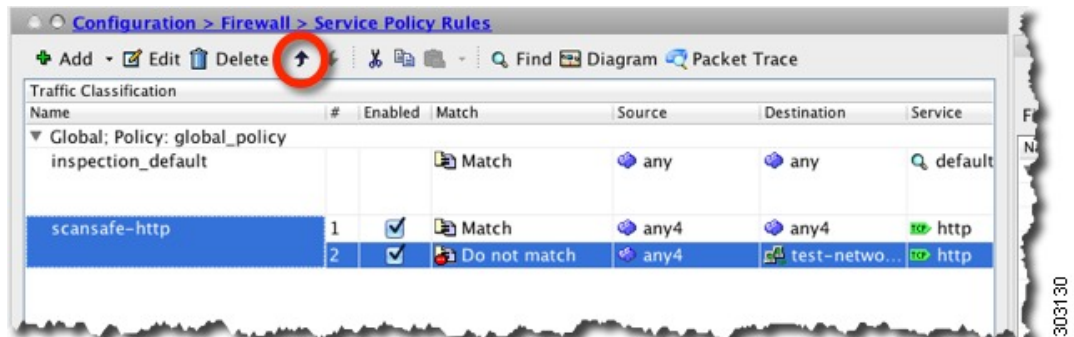 Configuration > Firewall > Service Policy Rules
Add Edit Delete Find Diagram Packet Trace
Traffic Classification
Name # Enabled Match Source Destination Service
Global; Policy: global_policy
inspection_default Match any any default
scansafe-http 1 Match any4 any4 TCP http
2 Do not match any4 test-netwo... TCP http
303130